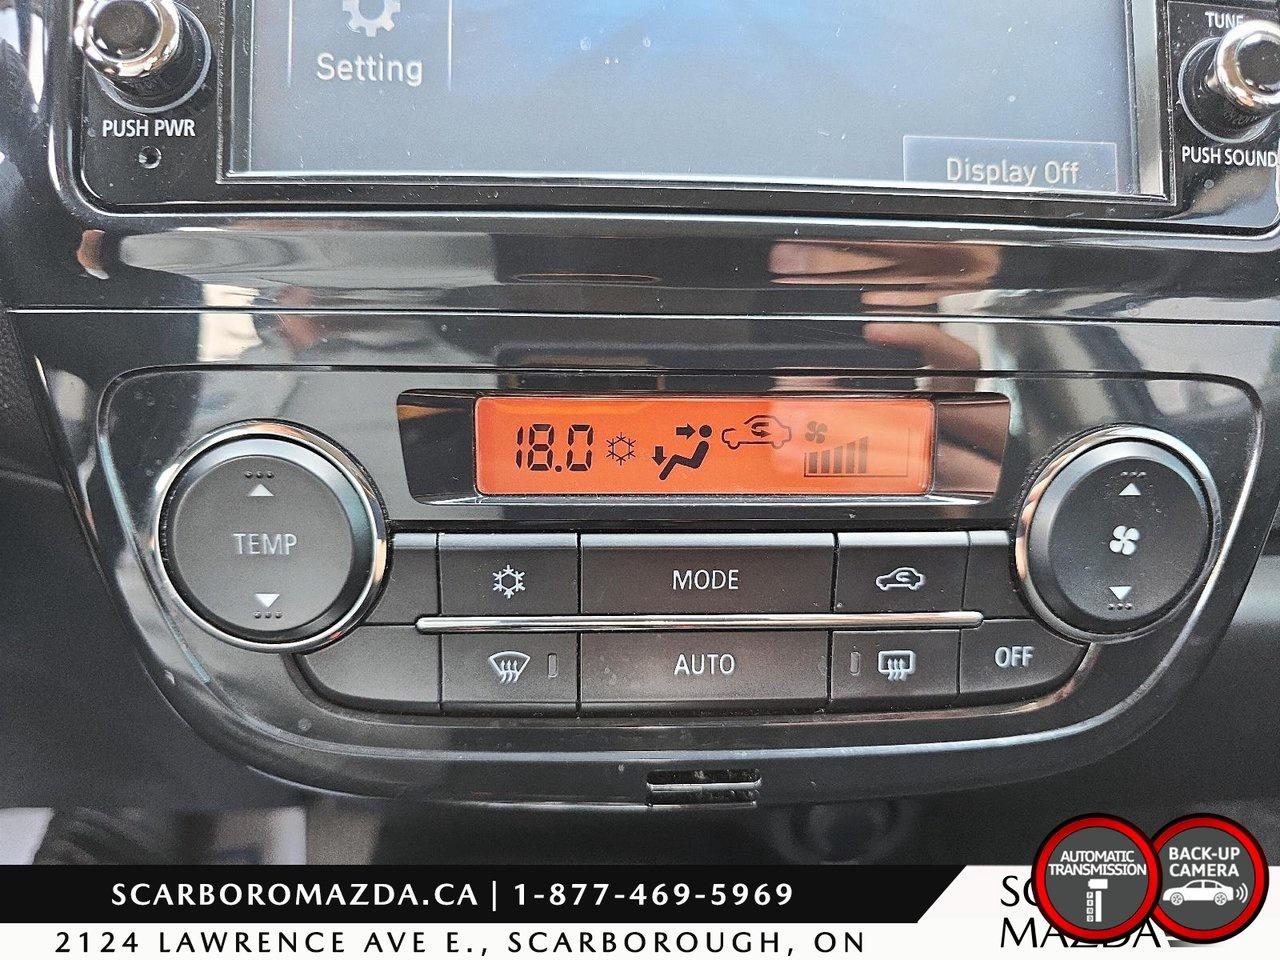 TUNE
Setting
PUSH PWR
PUSH SOUND
Display Off
18.0
TEMP
MODE
AUTO
OFF
AUTOMATIC
TRANSMISSION
BACK-UP
CAMERA
SCARBOROMAZDA.CA | 1-877-469-5969
MAZDA
2124 LAWRENCE AVE E., SCARBOROUGH, ON